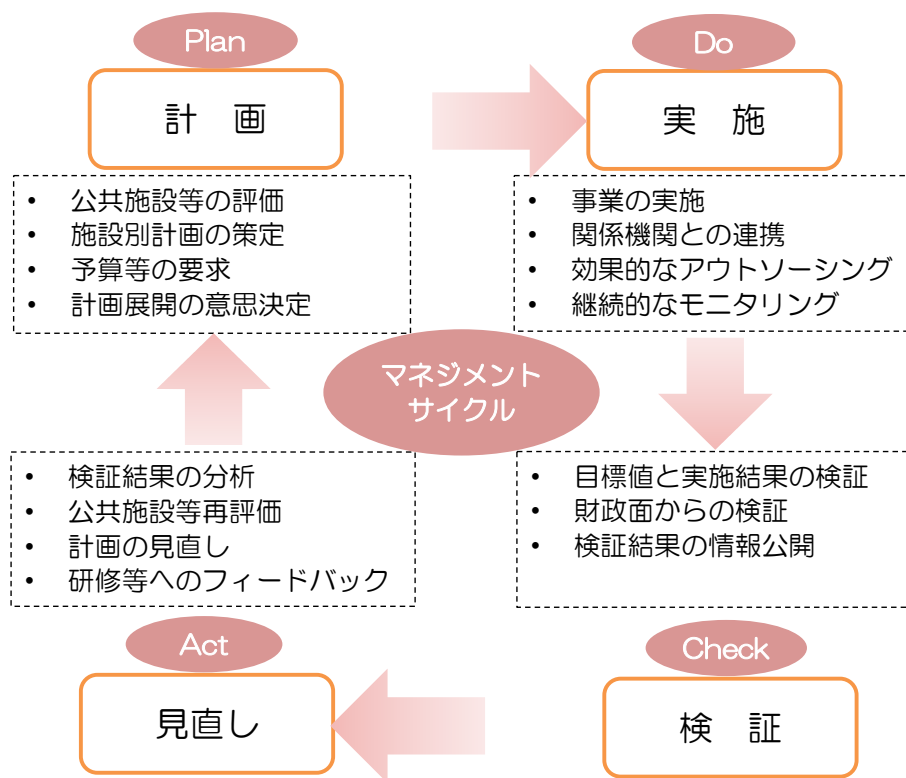 Plan
計　画
• 公共施設等の評価
• 施設別計画の策定
• 予算等の要求
• 計画展開の意思決定
Do
実　施
• 事業の実施
• 関係機関との連携
• 効果的なアウトソーシング
• 継続的なモニタリング
マネジメント
サイクル
• 検証結果の分析
• 公共施設等再評価
• 計画の見直し
• 研修等へのフィードバック
Act
見直し
• 目標値と実施結果の検証
• 財政面からの検証
• 検証結果の情報公開
Check
検　証